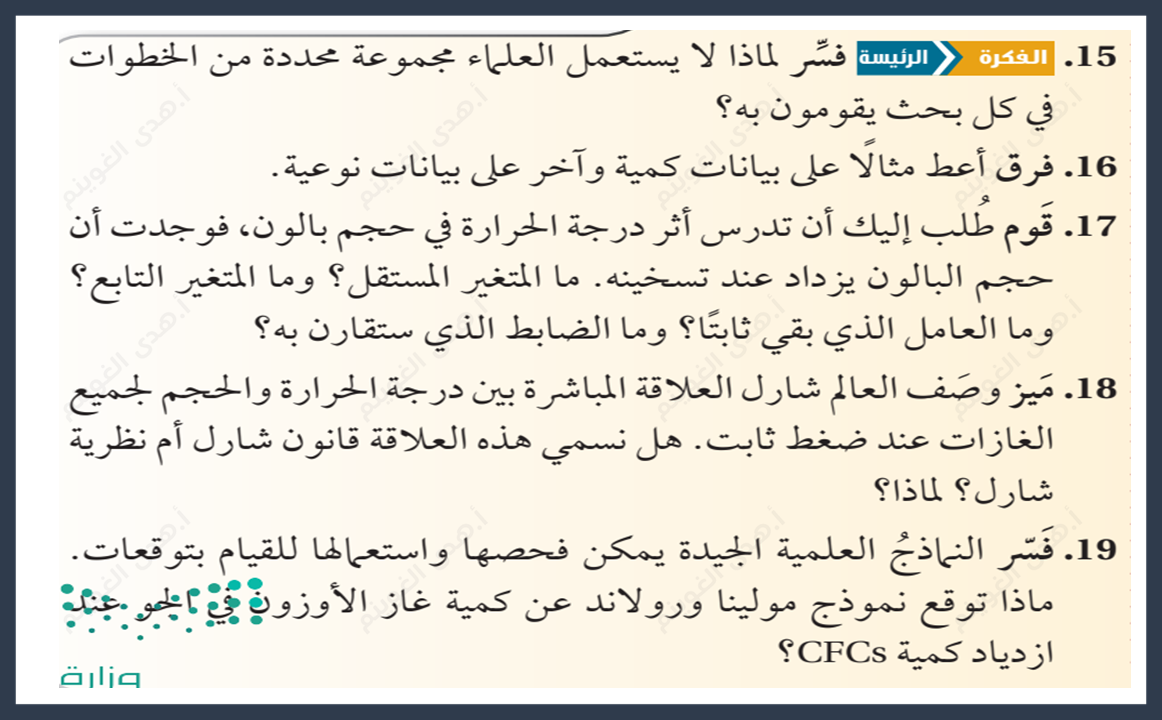 15. الفكرة الرئيسة فسِّر لماذا لا يستعمل العلماء مجموعة محددة من الخطوات
في كل بحث يقومون به؟
16. فرق أعط مثالًا على بيانات كمية وآخر على بيانات نوعية.
17. قَوم طُلب إليك أن تدرس أثر درجة الحرارة في حجم بالون، فوجدت أن
حجم البالون يزداد عند تسخينه. ما المتغير المستقل؟ وما المتغير التابع؟
وما العامل الذي بقي ثابتًا؟ وما الضابط الذي ستقارن به؟
18. مَيز وصَف العالم شارل العلاقة المباشرة بين درجة الحرارة والحجم لجميع
الغازات عند ضغط ثابت. هل نسمي هذه العلاقة قانون شارل أم نظرية
شارل؟ لماذا؟
19. فَسّر النماذجُ العلمية الجيدة يمكن فحصها واستعمالها للقيام بتوقعات.
ماذا توقع نموذج مولينا ورولاند عن كمية غاز الأوزون في الجو عند
ازدياد كمية CFCs؟
وزارة
أ.هدى الغوينم